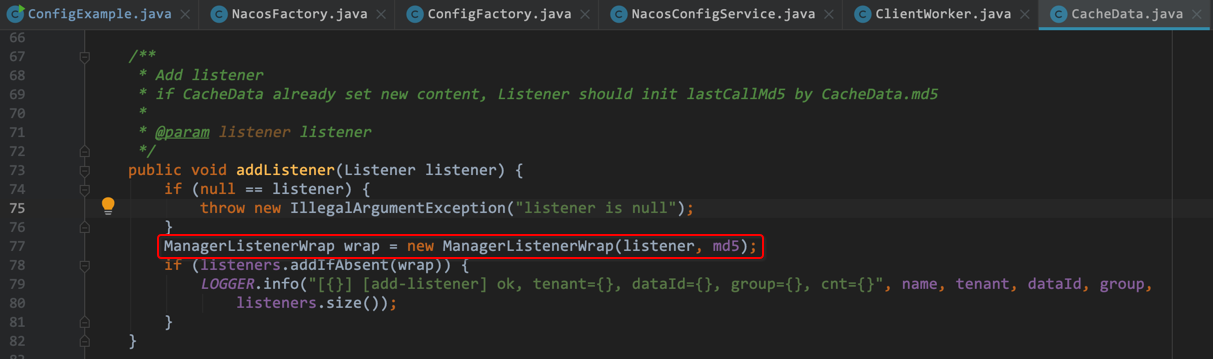 ConfigExample.java NacosFactory.java ConfigFactory.java NacosConfigService.java ClientWorker.java CacheData.java
66
67 /**
68 * Add listener
69 * if CacheData already set new content, Listener should init lastCallMd5 by CacheData.md5
70 *
71 * @param listener listener
72 */
73 public void addListener(Listener listener) {
74 if (null == listener) {
75 throw new IllegalArgumentException("listener is null");
76 }
77 ManagerListenerWrap wrap = new ManagerListenerWrap(listener, md5);
78 if (listeners.addIfAbsent(wrap)) {
79 LOGGER.info("[{}] [add-listener] ok, tenant={}, dataId={}, group={}, cnt={}", name, tenant, dataId, group,
80 listeners.size());
81 }
82 }